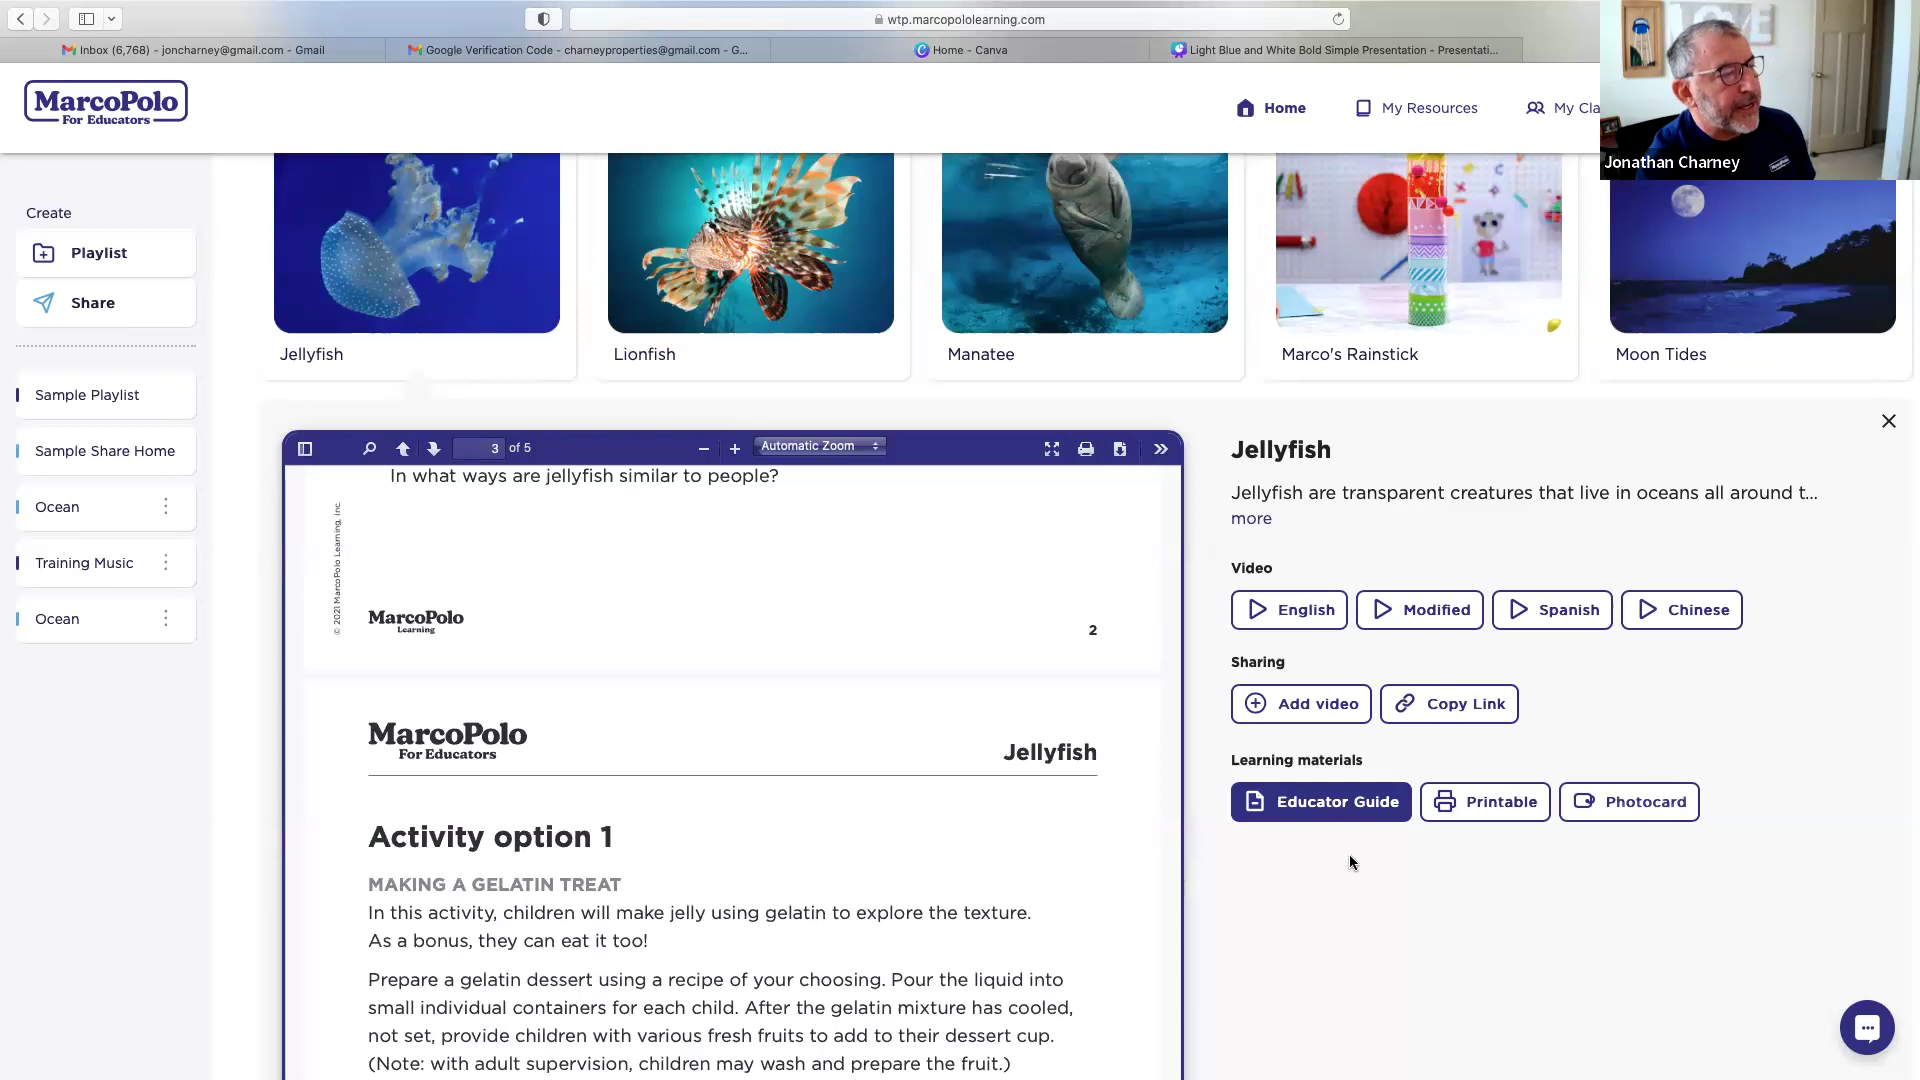 wtp.marcopololearning.com
Inbox (6,768) - joncharney@gmail.com - Gmail
Google Verification Code - charneyproperties@gmail.com - G...
Home - Canva
Light Blue and White Bold Simple Presentation - Presentati...
MarcoPolo
For Educators
Home
My Resources
My Cla
Jonathan Charney
Create
Playlist
Share
Sample Playlist
Sample Share Home
Ocean
Training Music
Ocean
Jellyfish
Lionfish
Manatee
Marco's Rainstick
Moon Tides
3 of 5
Automatic Zoom
In what ways are jellyfish similar to people?
© 2021 MarcoPolo Learning, Inc.
MarcoPolo
Learning
2
MarcoPolo
For Educators
Jellyfish
Activity option 1
MAKING A GELATIN TREAT
In this activity, children will make jelly using gelatin to explore the texture.
As a bonus, they can eat it too!
Prepare a gelatin dessert using a recipe of your choosing. Pour the liquid into
small individual containers for each child. After the gelatin mixture has cooled,
not set, provide children with various fresh fruits to add to their dessert cup.
(Note: with adult supervision, children may wash and prepare the fruit.)
Jellyfish
Jellyfish are transparent creatures that live in oceans all around t...
more
Video
English
Modified
Spanish
Chinese
Sharing
Add video
Copy Link
Learning materials
Educator Guide
Printable
Photocard